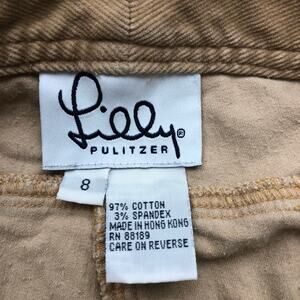 Lilly®
PULITZER
8
97% COTTON
3% SPANDEX
MADE IN HONG KONG
RN 88189
CARE ON REVERSE